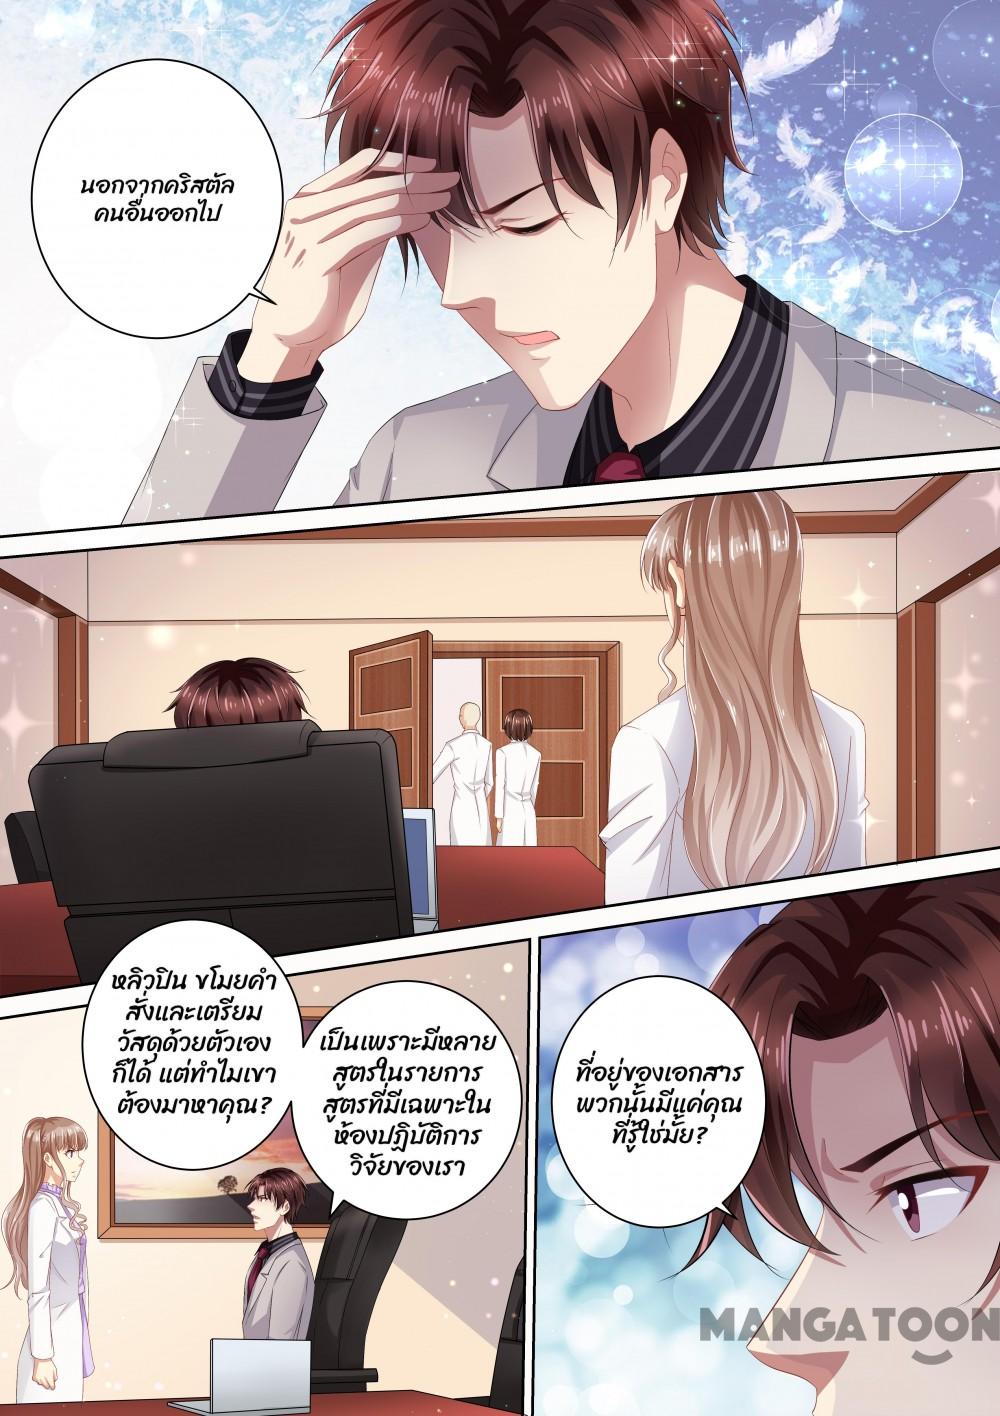 นอกจากคริสตัล
คนอื่นออกไป
หลิวปิน ขโมยคำ
สั่งและเตรียม
วัสดุด้วยตัวเอง
ก็ได้ แต่ทำไมเขา
ต้องมาหาคุณ?
เป็นเพราะมีหลาย
สูตรในรายการ
สูตรที่มีเฉพาะใน
ห้องปฏิบัติการ
วิจัยของเรา
ที่อยู่ของเอกสาร
พวกนั้นมีแค่คุณ
ที่รู้ใช่มั้ย?
MANGATOON